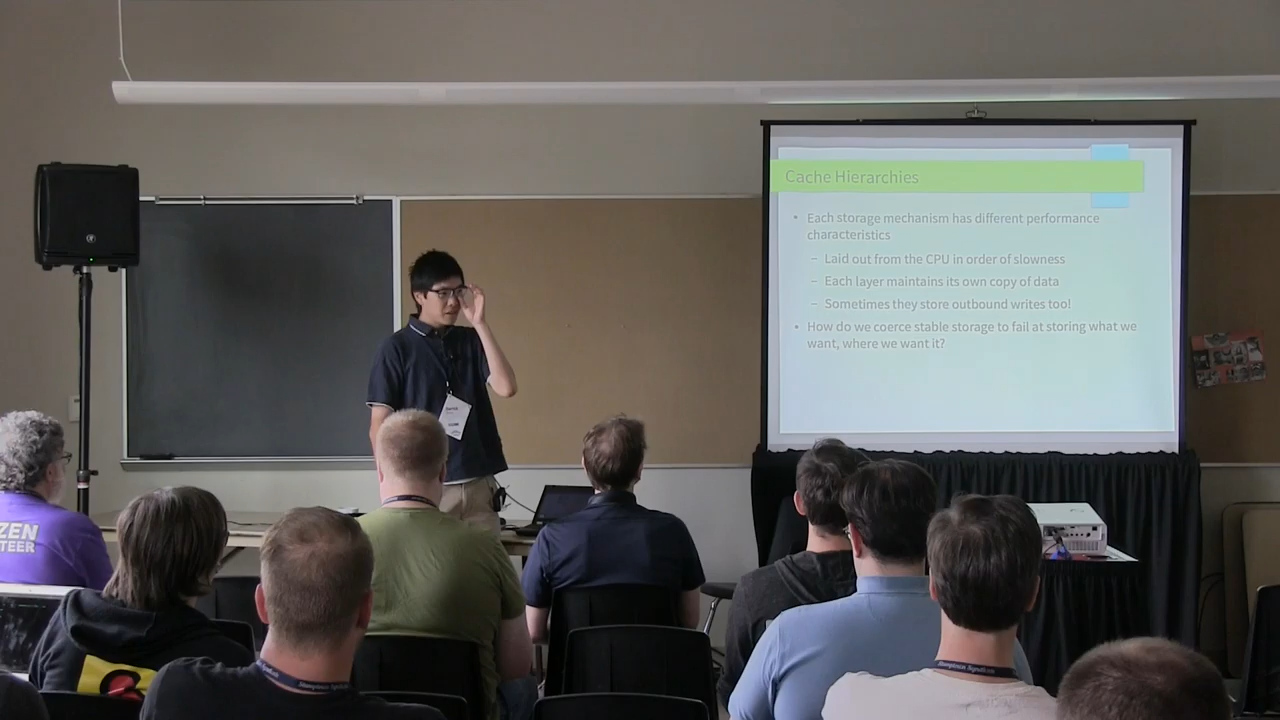 Cache Hierarchies
• Each storage mechanism has different performance
characteristics
– Laid out from the CPU in order of slowness
– Each layer maintains its own copy of data
– Sometimes they store outbound writes too!
• How do we coerce stable storage to fail at storing what we
want, where we want it?
ZEN
TEER